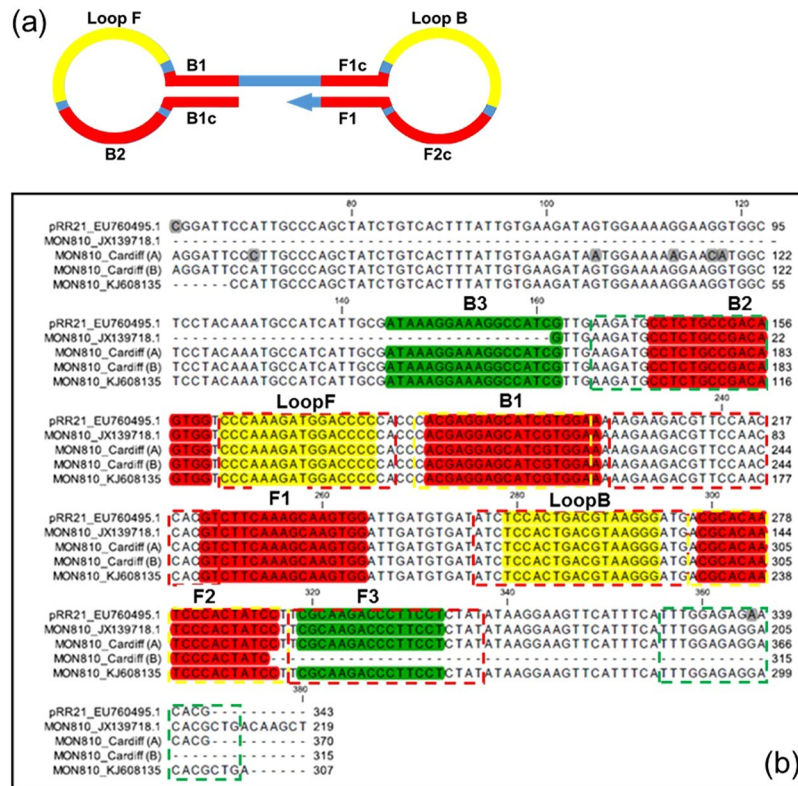 (a)
Loop F
Loop B
B1
F1c
B1c
F1
B2
F2c
80 100 120
pRR21_EU760495.1 CGGATTCCATTGCCCAGCTATCTGTCACTTTATTGTGAAGATAGTGGAAAAGGAAGGTGGC 95
MON810_JX139718.1 -------------------------------------------------------------
MON810_Cardiff (A) AGGATTCCCTTGCCCAGCTATCTGTCACTTTATTGTGAAGATAATGGAAAAAGAACATGGC 122
MON810_Cardiff (B) AGGATTCCATTGCCCAGCTATCTGTCACTTTATTGTGAAGATAGTGGAAAAGGAAGGTGGC 122
MON810_KJ608135 ------CCATTGCCCAGCTATCTGTCACTTTATTGTGAAGATAGTGGAAAAGGAAGGTGGC 55
140 B3 160 B2
pRR21_EU760495.1 TCCTACAAATGCCATCATTGCGATAAAGGAAAGGCCATCGTTGAAGATGCCTCTGCCGACA 156
MON810_JX139718.1 ---------------------------------------GTTGAAGATGCCTCTGCCGACA 22
MON810_Cardiff (A) TCCTACAAATGCCATCATTGCGATAAAGGAAAGGCCATCGTTGAAGATGCCTCTGCCGACA 183
MON810_Cardiff (B) TCCTACAAATGCCATCATTGCGATAAAGGAAAGGCCATCGTTGAAGATGCCTCTGCCGACA 183
MON810_KJ608135 TCCTACAAATGCCATCATTGCGATAAAGGAAAGGCCATCGTTGAAGATGCCTCTGCCGACA 116
LoopF B1 240
pRR21_EU760495.1 GTGGTCCCAAAGATGGACCCCCACCCACGAGGAGCATCGTGGAAAAAGAAGACGTTCCAAC 217
MON810_JX139718.1 GTGGTCCCAAAGATGGACCCCCACCCACGAGGAGCATCGTGGAAAAAGAAGACGTTCCAAC 83
MON810_Cardiff (A) GTGGTCCCAAAGATGGACCCCCACCCACGAGGAGCATCGTGGAAAAAGAAGACGTTCCAAC 244
MON810_Cardiff (B) GTGGTCCCAAAGATGGACCCCCACCCACGAGGAGCATCGTGGAAAAAGAAGACGTTCCAAC 244
MON810_KJ608135 GTGGTCCCAAAGATGGACCCCCACCCACGAGGAGCATCGTGGAAAAAGAAGACGTTCCAAC 177
F1 260 280 LoopB 300
pRR21_EU760495.1 CACGTCTTCAAAGCAAGTGGATTGATGTGATATCTCCACTGACGTAAGGGATGACGCACAA 278
MON810_JX139718.1 CACGTCTTCAAAGCAAGTGGATTGATGTGATATCTCCACTGACGTAAGGGATGACGCACAA 144
MON810_Cardiff (A) CACGTCTTCAAAGCAAGTGGATTGATGTGATATCTCCACTGACGTAAGGGATGACGCACAA 305
MON810_Cardiff (B) CACGTCTTCAAAGCAAGTGGATTGATGTGATATCTCCACTGACGTAAGGGATGACGCACAA 305
MON810_KJ608135 CACGTCTTCAAAGCAAGTGGATTGATGTGATATCTCCACTGACGTAAGGGATGACGCACAA 238
F2 320 F3 340 360
pRR21_EU760495.1 TCCCACTATCCTTCGCAAGACCCTTCCTCTATATAAGGAAGTTCATTTCATTTGGAGAGAA 339
MON810_JX139718.1 TCCCACTATCCTTCGCAAGACCCTTCCTCTATATAAGGAAGTTCATTTCATTTGGAGAGGA 205
MON810_Cardiff (A) TCCCACTATCCTTCGCAAGACCCTTCCTCTATATAAGGAAGTTCATTTCATTTGGAGAGGA 366
MON810_Cardiff (B) TCCCACTATC--------------------------------------------------- 315
MON810_KJ608135 TCCCACTATCCTTCGCAAGACCCTTCCTCTATATAAGGAAGTTCATTTCATTTGGAGAGGA 299
380
pRR21_EU760495.1 CACG---------- 343
MON810_JX139718.1 CACGCTGACAAGCT 219
MON810_Cardiff (A) CACG---------- 370
MON810_Cardiff (B) -------------- 315
MON810_KJ608135 CACGCTGA------ 307
(b)